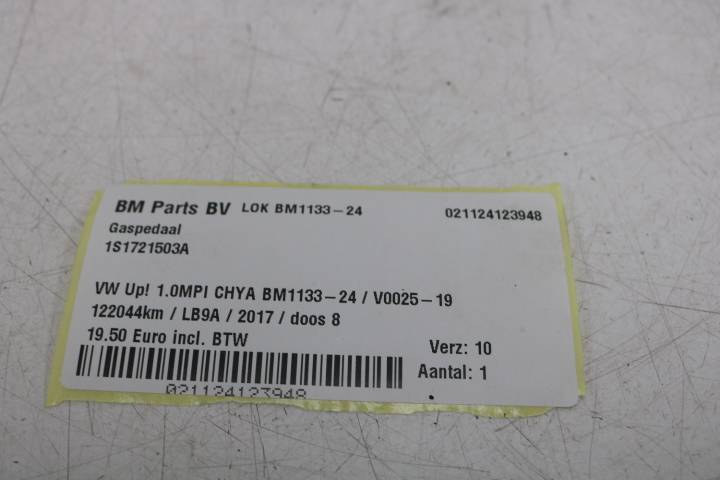 BM Parts BV LOK BM1133-24 021124123948
Gaspedaal
1S1721503A
VW Up! 1.0MPI CHYA BM1133-24 / V0025-19
122044km / LB9A / 2017 / doos 8
19.50 Euro incl. BTW
Verz: 10
Aantal: 1
021124123948